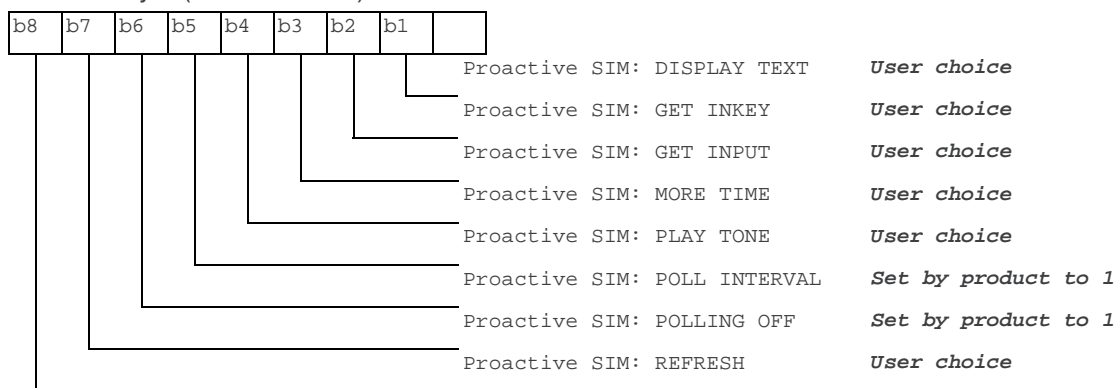 b8 b7 b6 b5 b4 b3 b2 b1
Proactive SIM: DISPLAY TEXT User choice
Proactive SIM: GET INKEY User choice
Proactive SIM: GET INPUT User choice
Proactive SIM: MORE TIME User choice
Proactive SIM: PLAY TONE User choice
Proactive SIM: POLL INTERVAL Set by product to 1
Proactive SIM: POLLING OFF Set by product to 1
Proactive SIM: REFRESH User choice